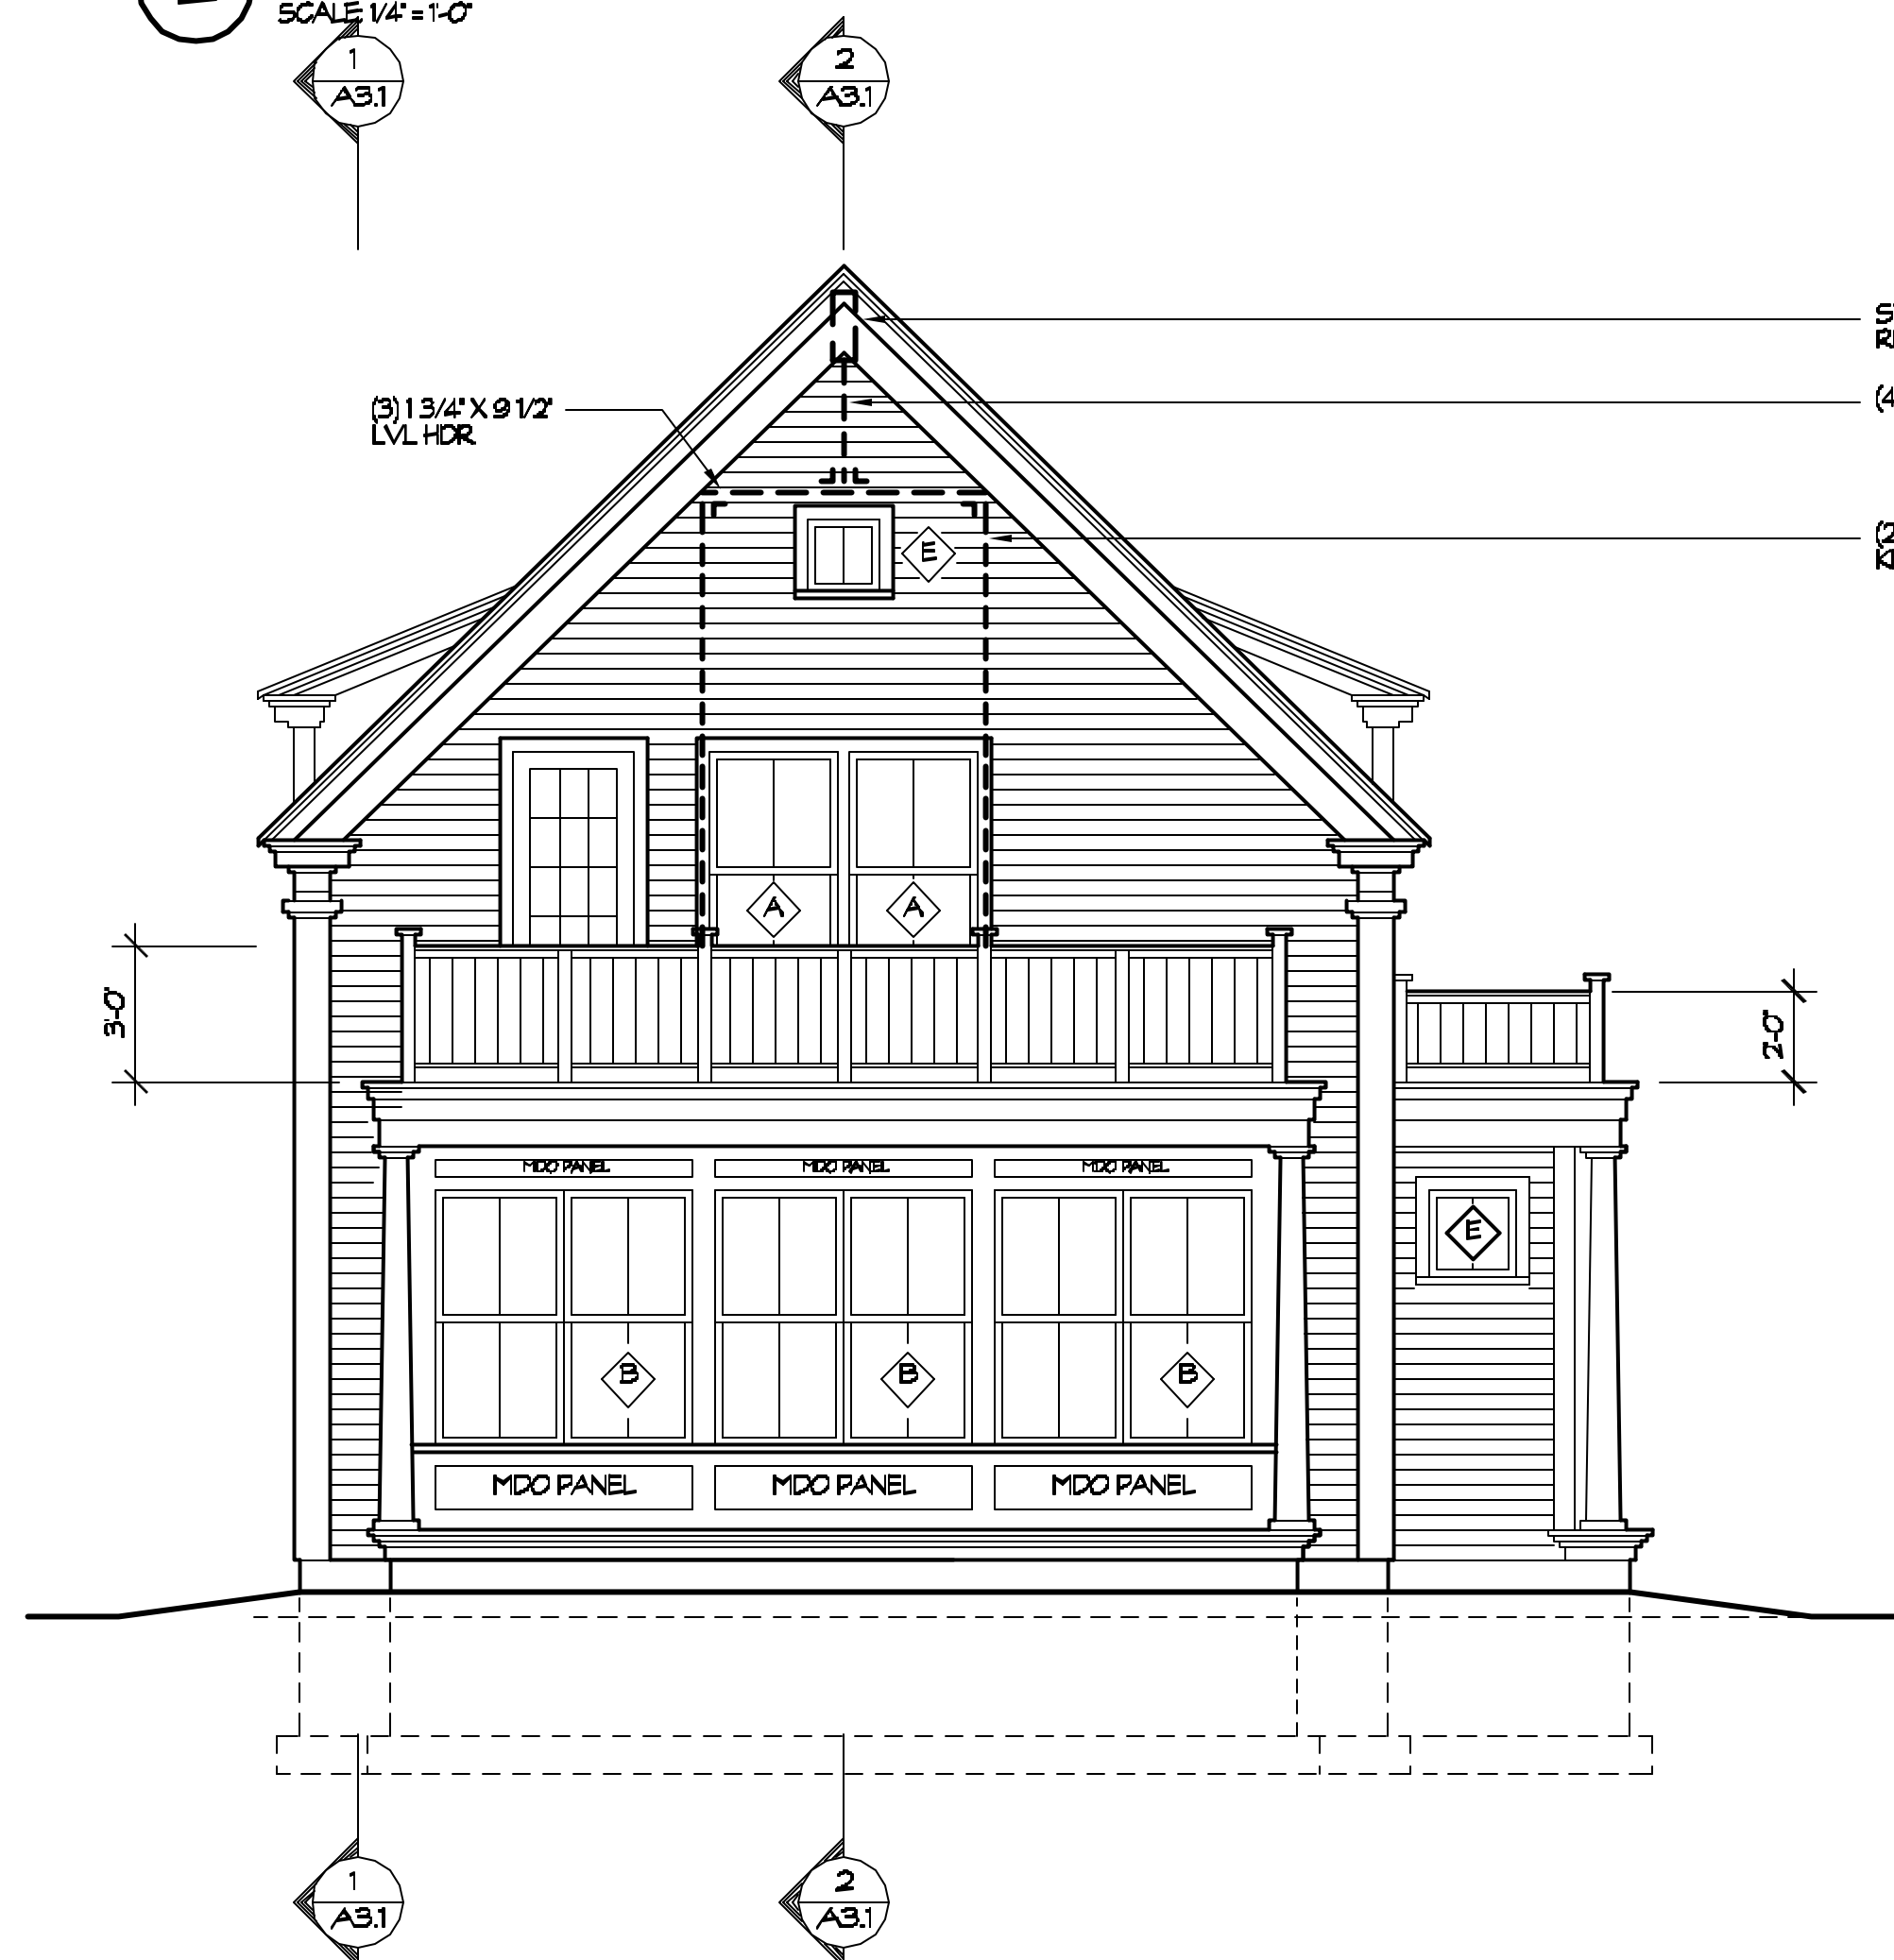 SCALE 1/4" = 1'-0"
1
A3.1
2
A3.1
(3) 1 3/4" X 9 1/2"
LVL HDR
(4
(2
E
A
A
3'-0"
2'-0"
MDO PANEL
MDO PANEL
MDO PANEL
E
B
B
B
MDO PANEL
MDO PANEL
MDO PANEL
1
A3.1
2
A3.1